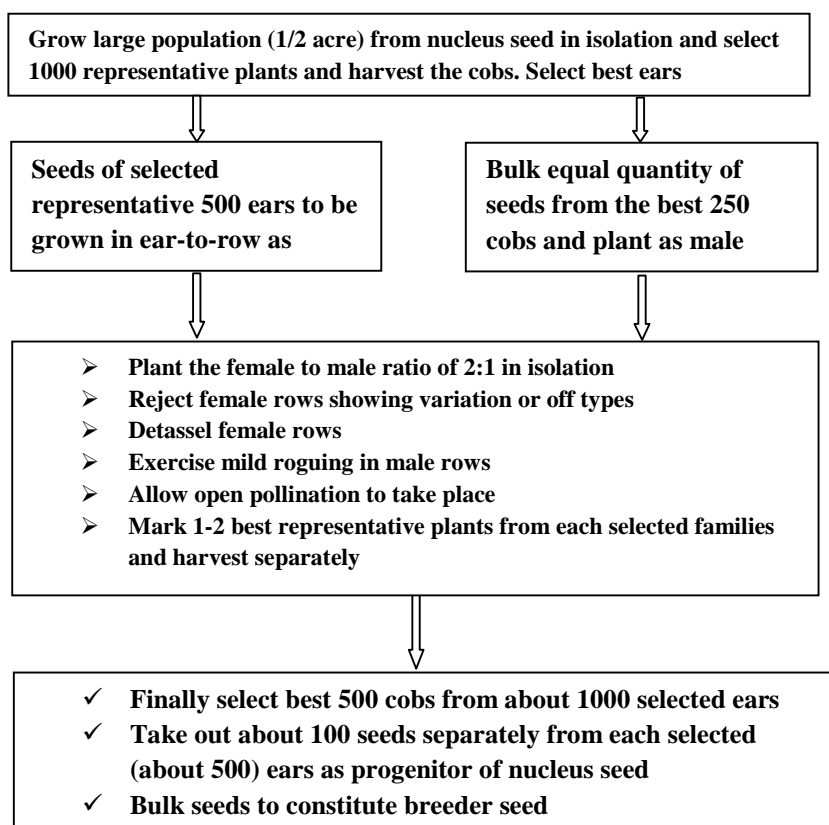 Grow large population (1/2 acre) from nucleus seed in isolation and select
1000 representative plants and harvest the cobs. Select best ears
Seeds of selected
representative 500 ears to be
grown in ear-to-row as
Bulk equal quantity of
seeds from the best 250
cobs and plant as male
➢ Plant the female to male ratio of 2:1 in isolation
➢ Reject female rows showing variation or off types
➢ Detassel female rows
➢ Exercise mild roguing in male rows
➢ Allow open pollination to take place
➢ Mark 1-2 best representative plants from each selected families
and harvest separately
✓ Finally select best 500 cobs from about 1000 selected ears
✓ Take out about 100 seeds separately from each selected
(about 500) ears as progenitor of nucleus seed
✓ Bulk seeds to constitute breeder seed